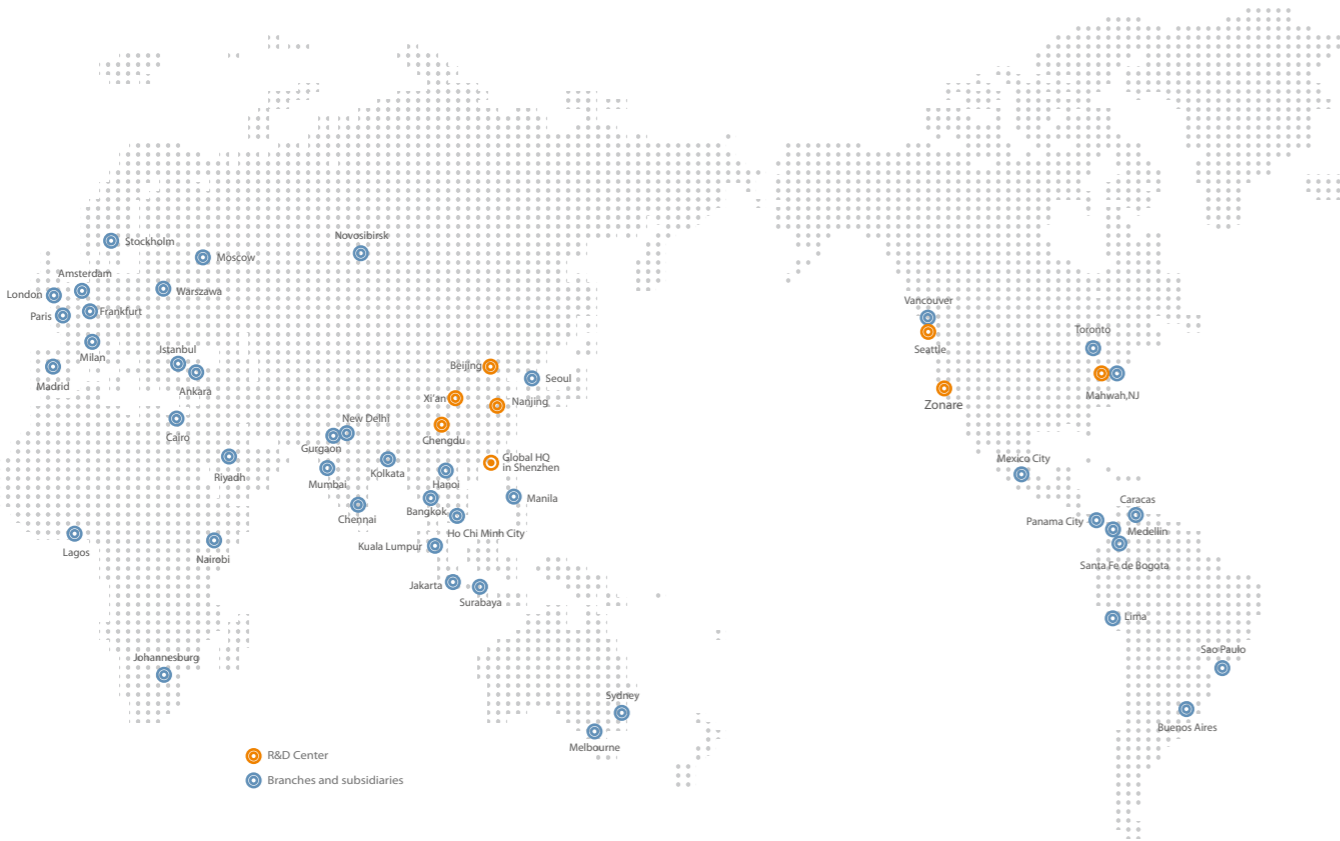 Novosibirsk
Stockholm
Moscow
Amsterdam
London
Warszawa
Paris
Frankfurt
Milan
Istanbul
Madrid
Ankara
Cairo
Riyadh
Lagos
Nairobi
Johannesburg
Beijing
Seoul
Xi'an
Nanjing
Chengdu
New Delhi
Gurgaon
Mumbai
Kolkata
Chennai
Global HQ
in Shenzhen
Hanoi
Bangkok
Manila
Ho Chi Minh City
Kuala Lumpur
Jakarta
Surabaya
Sydney
Melbourne
Vancouver
Seattle
Toronto
Zonare
Mahwah,NJ
Mexico City
Caracas
Panama City
Medellin
Santa Fe de Bogota
Lima
Sao Paulo
Buenos Aires
R&D Center
Branches and subsidiaries